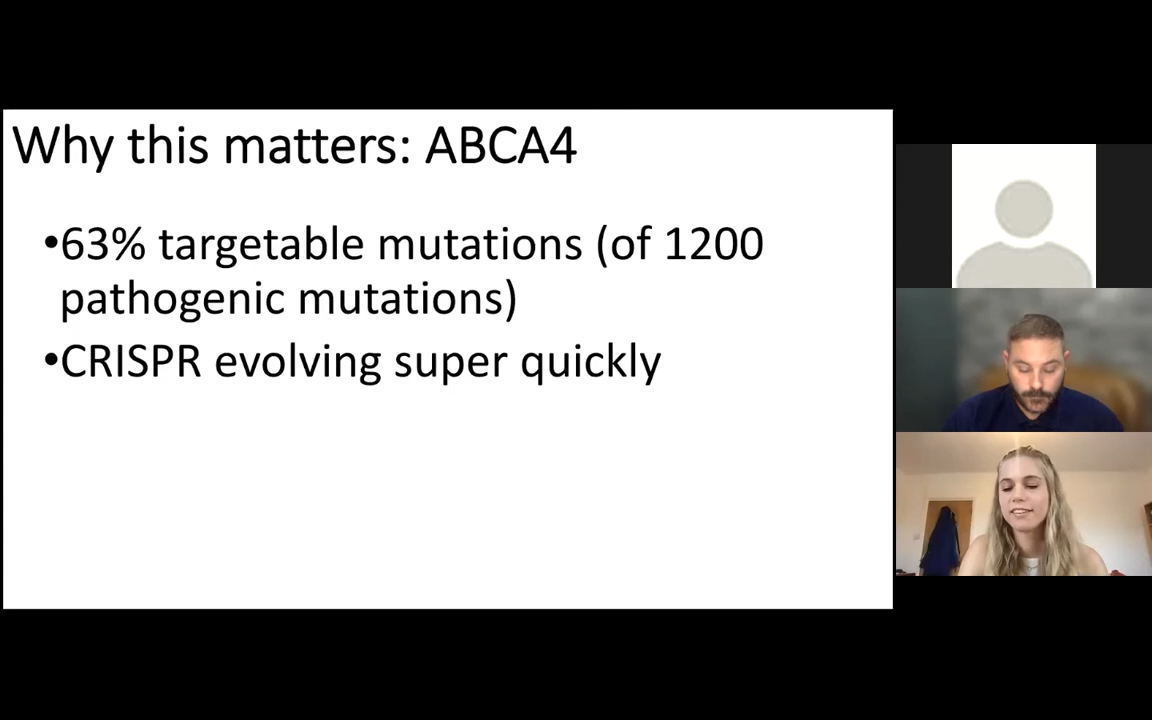 Why this matters: ABCA4
•63% targetable mutations (of 1200
pathogenic mutations)
•CRISPR evolving super quickly